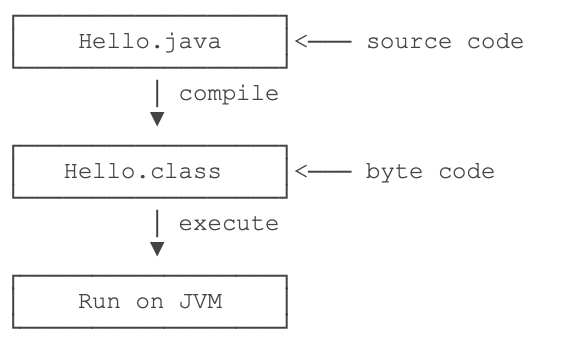 Hello.java <─── source code
compile
Hello.class <─── byte code
execute
Run on JVM